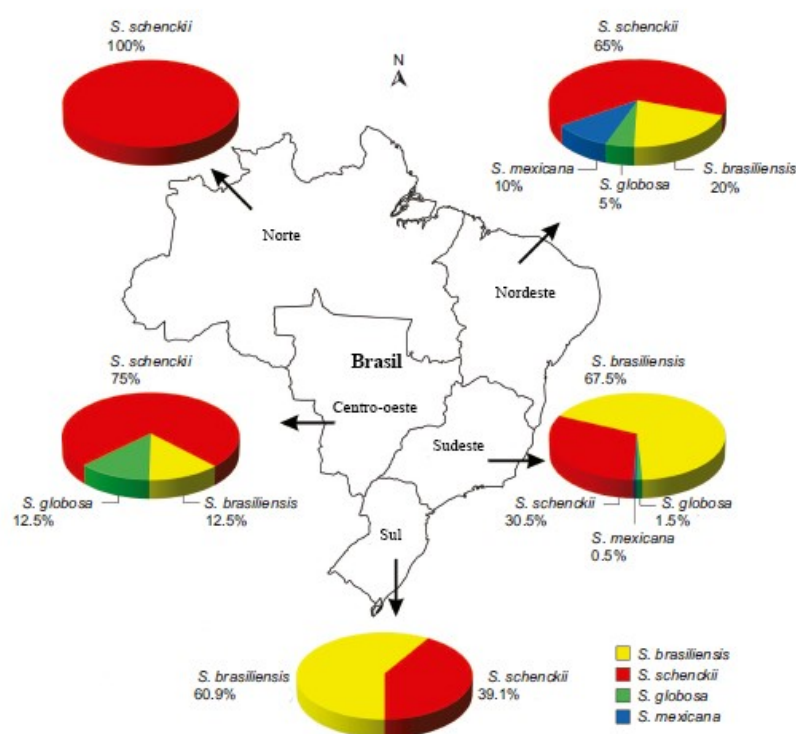 S. schenckii
100%
N
S. schenckii
65%
S. mexicana
10%
S. globosa
5%
S. brasiliensis
20%
Norte
Nordeste
Brasil
Centro-oeste
Sudeste
Sul
S. schenckii
75%
S. globosa
12.5%
S. brasiliensis
12.5%
S. brasiliensis
67.5%
S. schenckii
30.5%
S. mexicana
0.5%
S. globosa
1.5%
S. brasiliensis
60.9%
S. schenckii
39.1%
S. brasiliensis
S. schenckii
S. globosa
S. mexicana